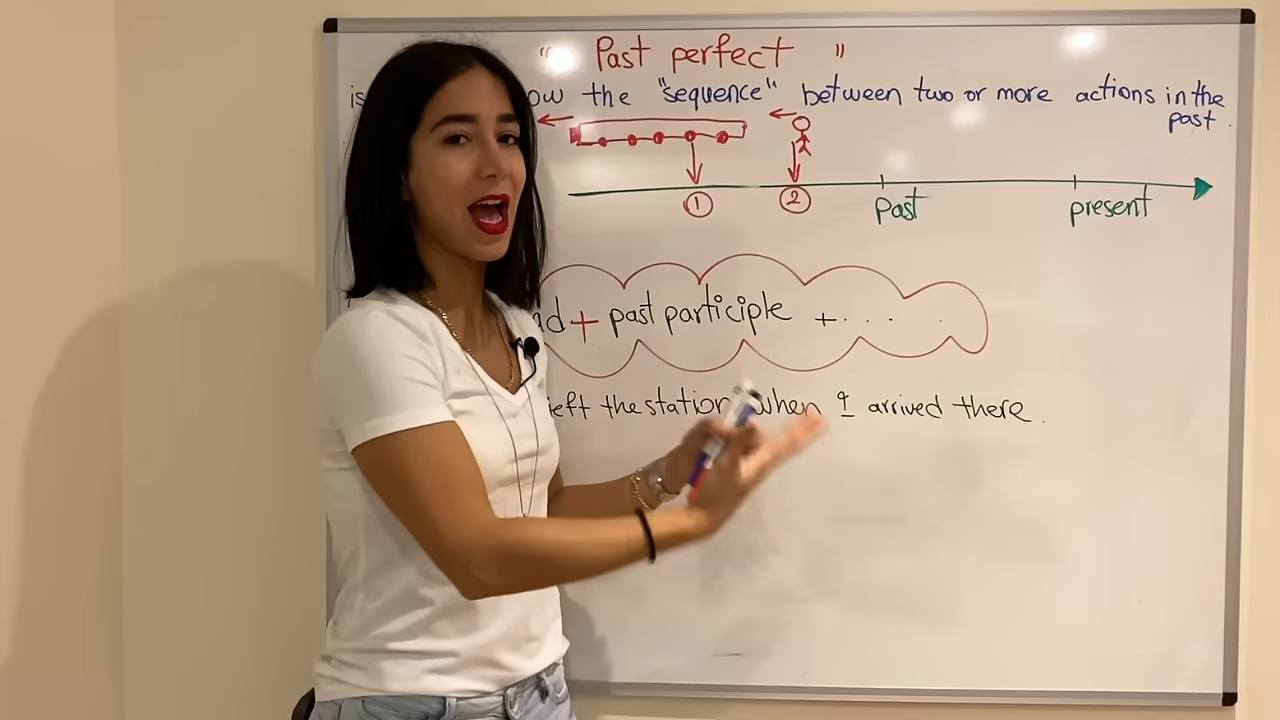 " Past perfect "
is ow the "sequence" between two or more actions in the
past.
1 2 past present
d + past participle + . . .
left the station when I arrived there.